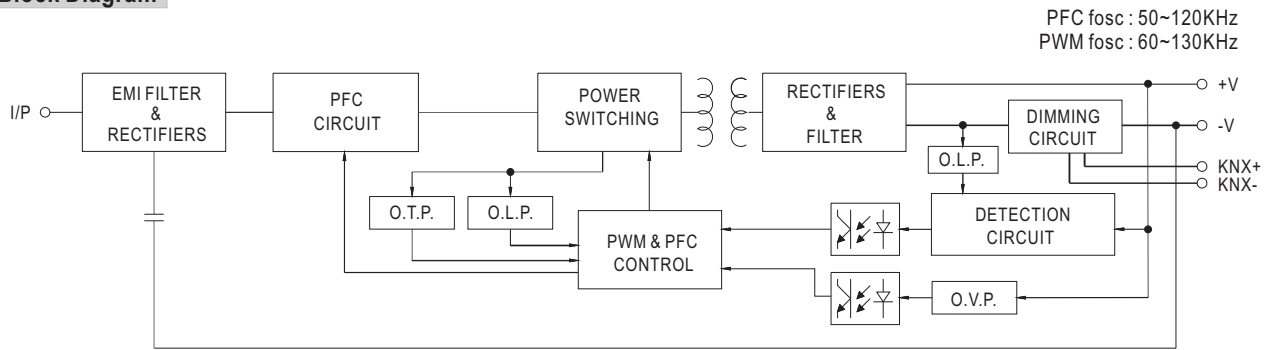 Block Diagram
PFC fosc : 50~120KHz
PWM fosc : 60~130KHz
I/P
EMI FILTER
&
RECTIFIERS
PFC
CIRCUIT
POWER
SWITCHING
RECTIFIERS
&
FILTER
DIMMING
CIRCUIT
+V
-V
KNX+
KNX-
O.L.P.
O.T.P.
O.L.P.
PWM & PFC
CONTROL
DETECTION
CIRCUIT
O.V.P.